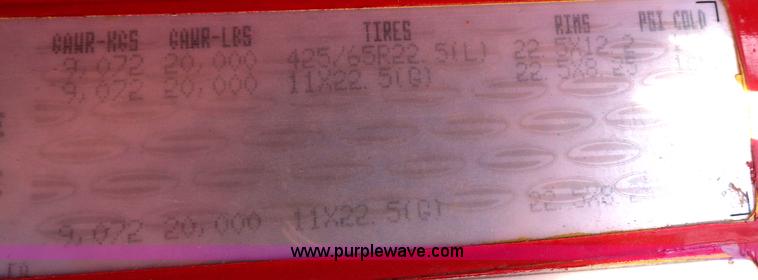 GAWR-KGS GAWR-LBS TIRES RIMS PSI COLD
9,072 20,000 425/65R22.5(L) 22.5X12.2
9,072 20,000 11X22.5(G) 22.5X8.25
9,072 20,000 11X22.5(G)
www.purplewave.com